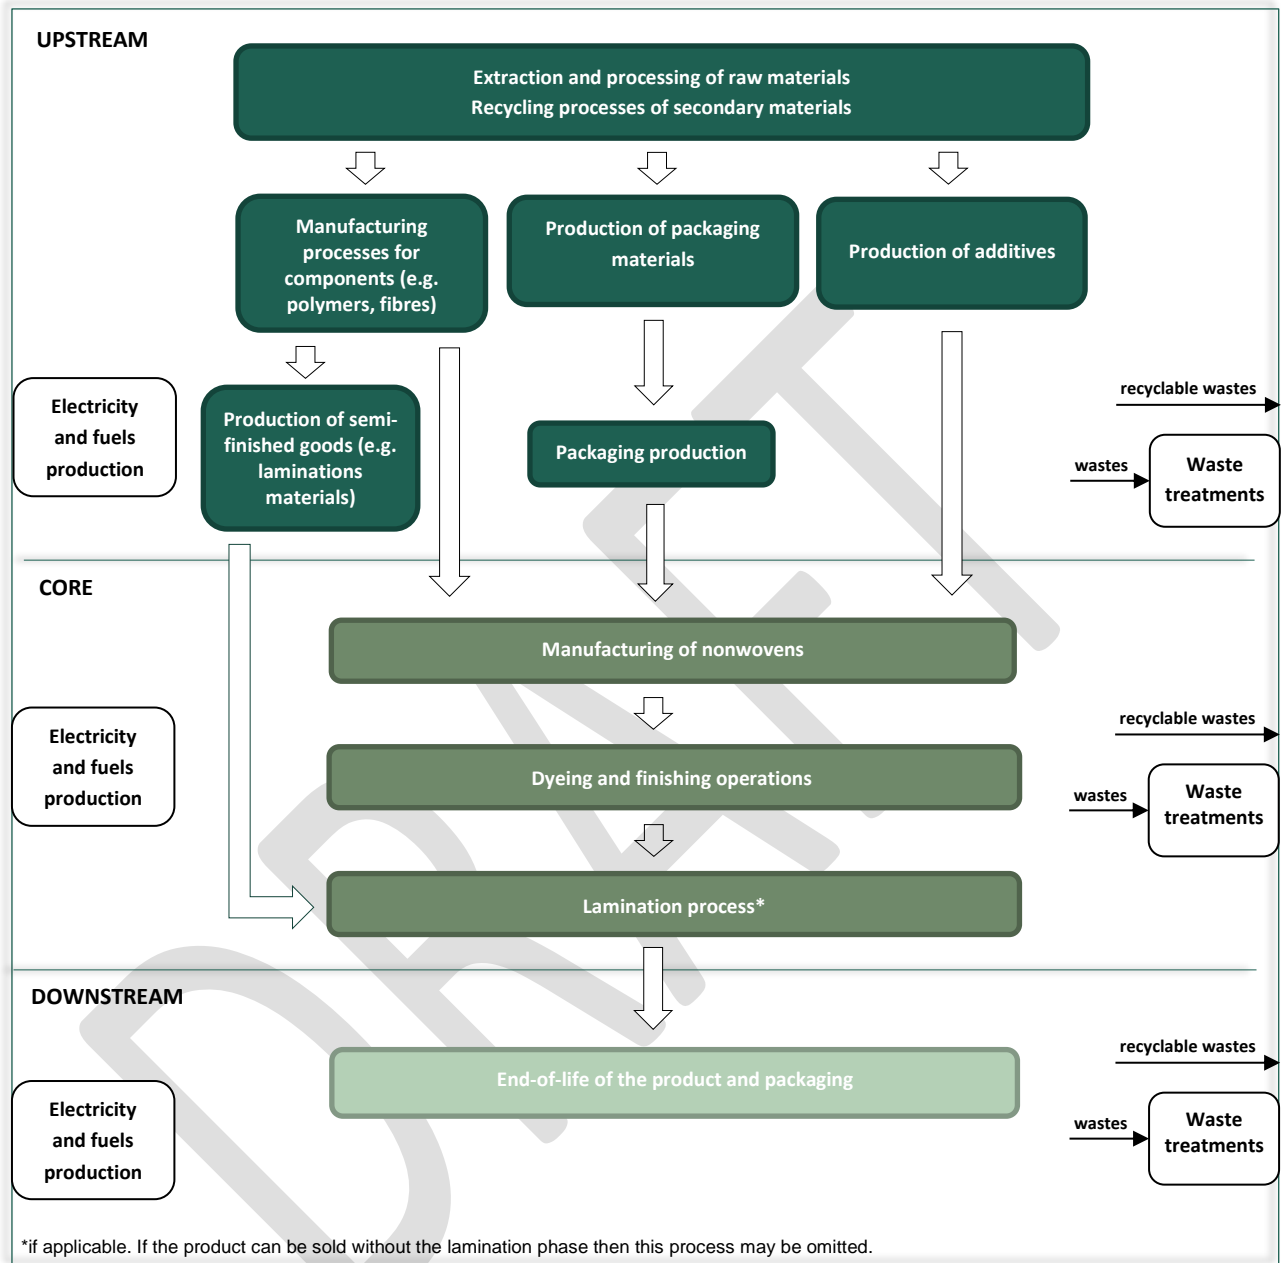 UPSTREAM
Extraction and processing of raw materials
Recycling processes of secondary materials
Manufacturing
processes for
components (e.g.
polymers, fibres)
Production of packaging
materials
Production of additives
Electricity
and fuels
production
Production of semi-
finished goods (e.g.
laminations
materials)
Packaging production
recyclable wastes
wastes
Waste
treatments
CORE
Manufacturing of nonwovens
Electricity
and fuels
production
Dyeing and finishing operations
recyclable wastes
wastes
Waste
treatments
Lamination process*
DOWNSTREAM
End-of-life of the product and packaging
Electricity
and fuels
production
recyclable wastes
wastes
Waste
treatments
*if applicable. If the product can be sold without the lamination phase then this process may be omitted.
DRAFT